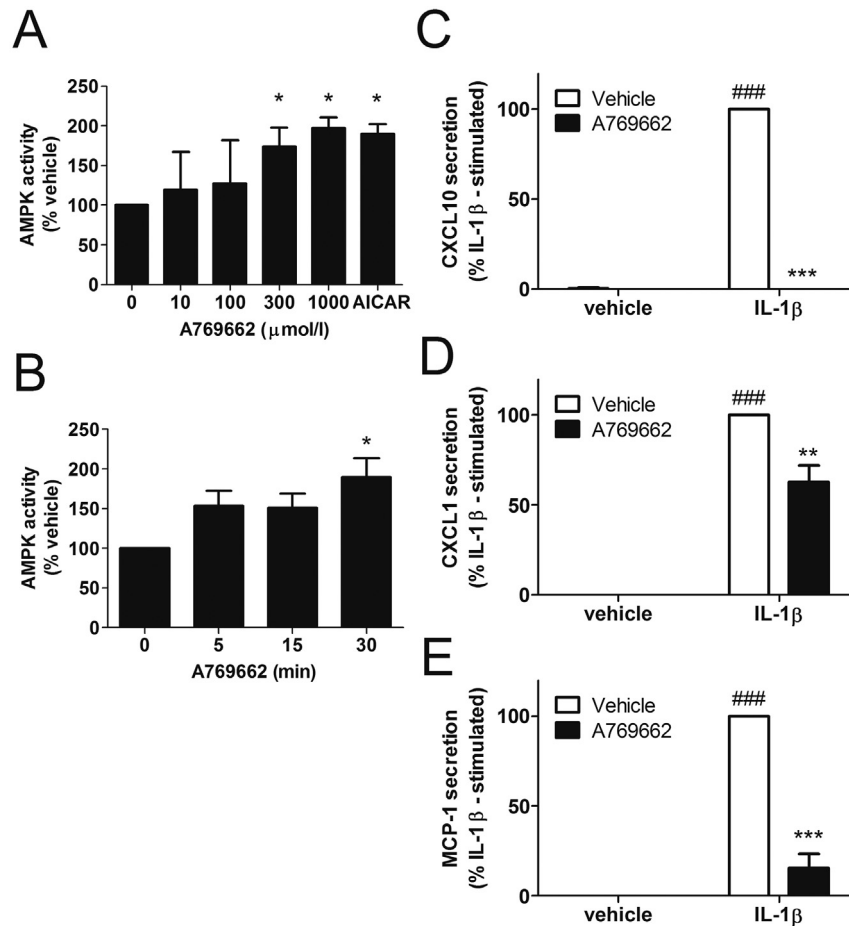 A
AMPK activity
(% vehicle)
250
200
150
100
50
0
* * *
0 10 100 300 1000 AICAR
A769662 (μmol/l)
B
AMPK activity
(% vehicle)
250
200
150
100
50
0
*
0 5 15 30
A769662 (min)
C
CXCL10 secretion
(% IL-1β - stimulated)
100
50
0
Vehicle
A769662
###
***
vehicle IL-1β
D
CXCL1 secretion
(% IL-1β - stimulated)
100
50
0
Vehicle
A769662
###
**
vehicle IL-1β
E
MCP-1 secretion
(% IL-1β - stimulated)
100
50
0
Vehicle
A769662
###
***
vehicle IL-1β